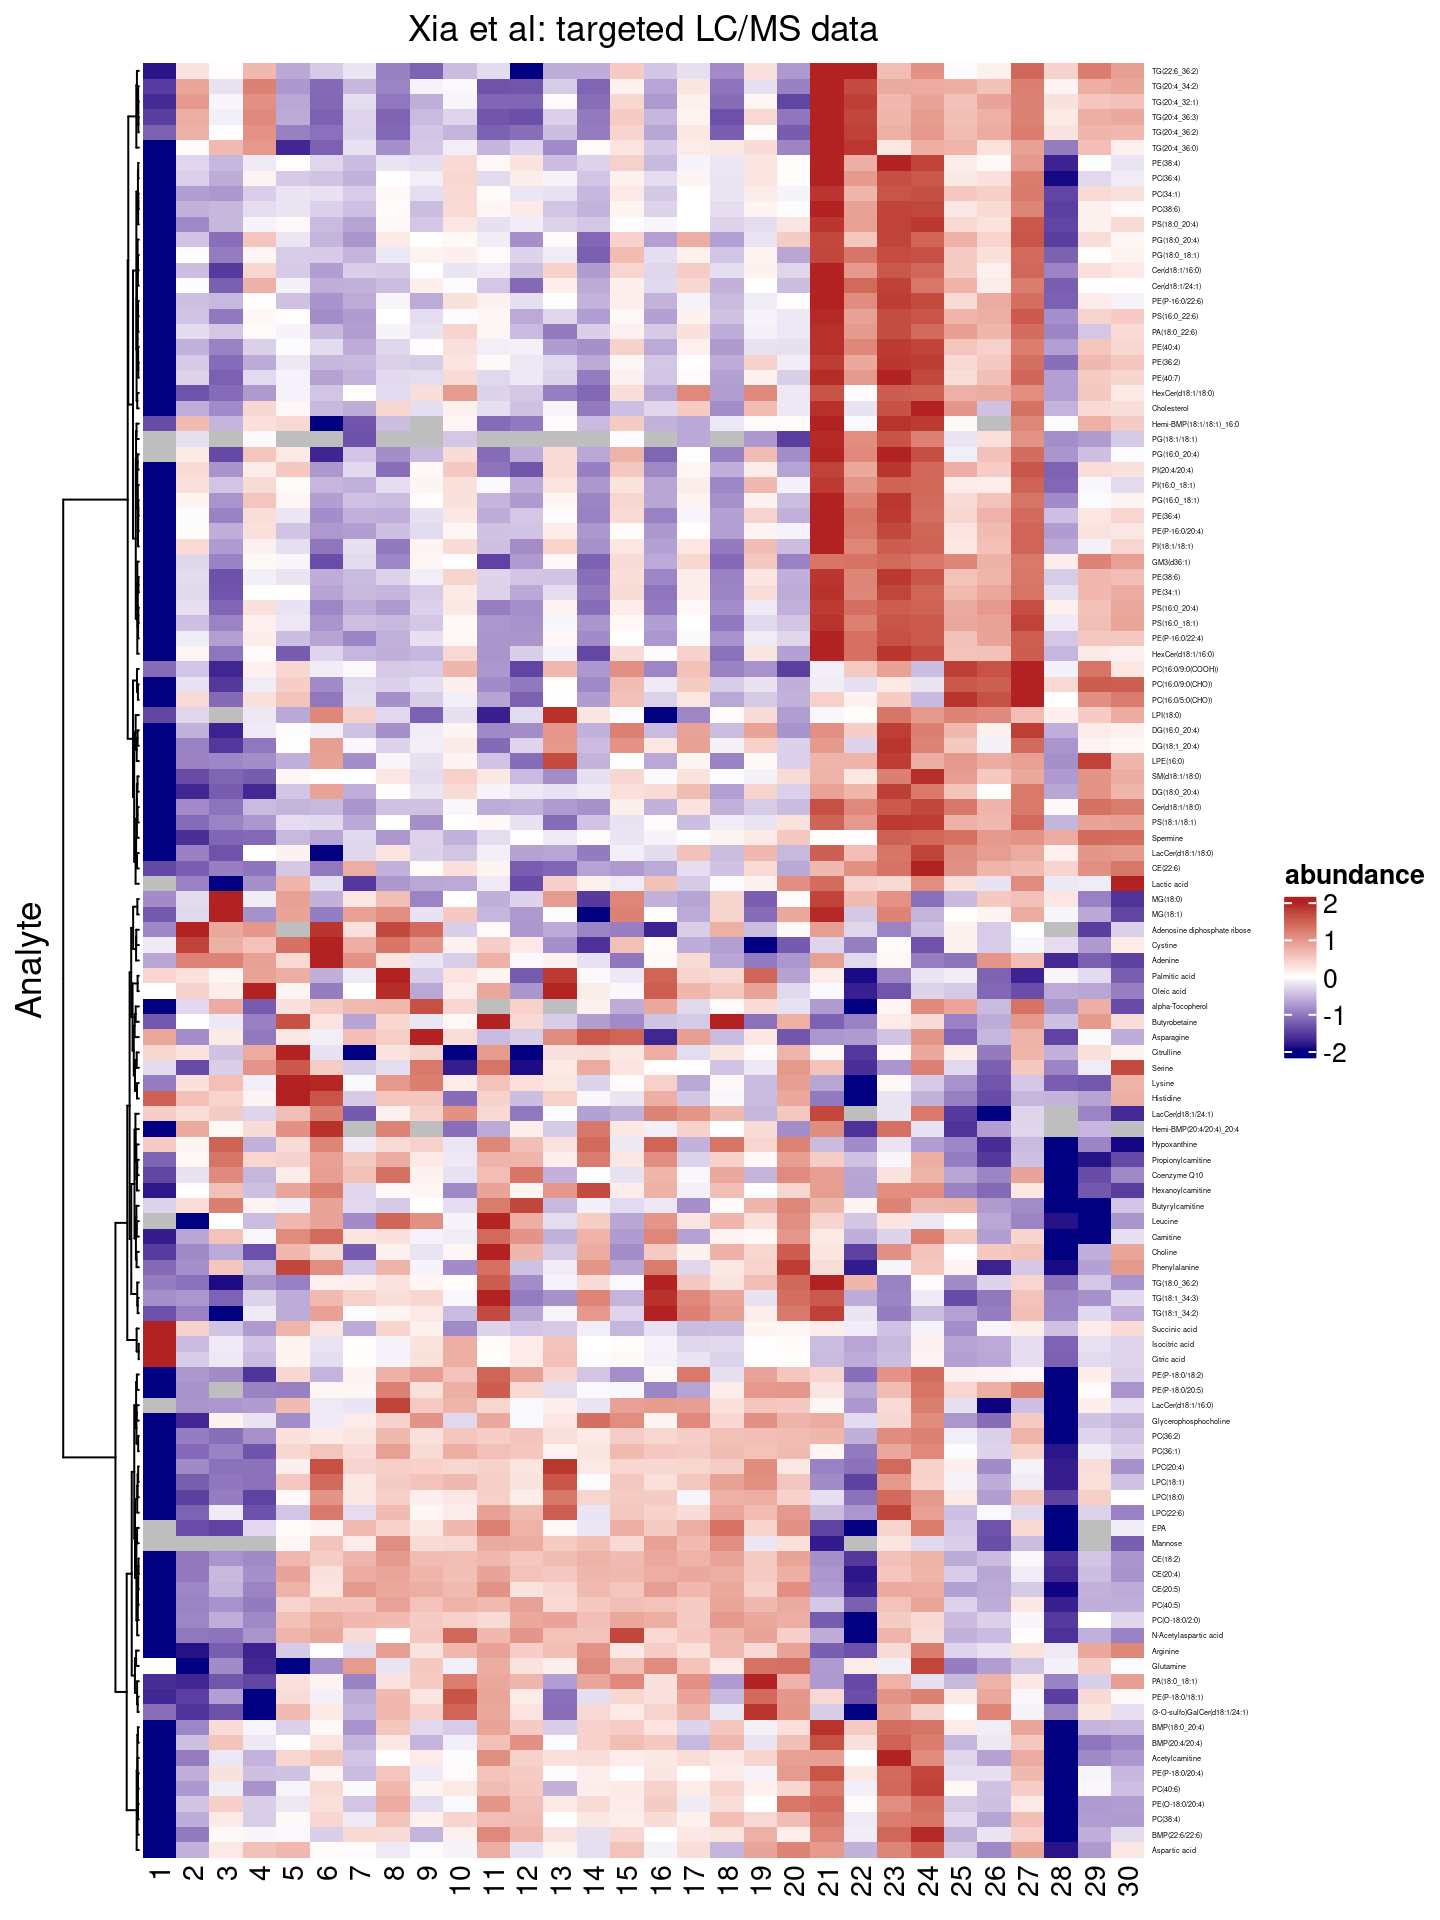 Xia et al: targeted LC/MS data
Analyte
TG(22:6_36:2)
TG(20:4_34:2)
TG(20:4_32:1)
TG(20:4_36:3)
TG(20:4_36:2)
TG(20:4_36:0)
PE(38:4)
PC(36:4)
PC(34:1)
PC(38:6)
PS(18:0_20:4)
PG(18:0_20:4)
PG(18:0_18:1)
Cer(d18:1/16:0)
Cer(d18:1/24:1)
PE(P-16:0/22:6)
PS(16:0_22:6)
PA(18:0_22:6)
PE(40:4)
PE(36:2)
PE(40:7)
HexCer(d18:1/18:0)
Cholesterol
Hemi-BMP(18:1/18:1)_16:0
PG(18:1/18:1)
PG(16:0_20:4)
PI(20:4/20:4)
PI(16:0_18:1)
PG(16:0_18:1)
PE(36:4)
PE(P-16:0/20:4)
PI(18:1/18:1)
GM3(d36:1)
PE(38:6)
PE(34:1)
PS(16:0_20:4)
PS(16:0_18:1)
PE(P-16:0/22:4)
HexCer(d18:1/16:0)
PC(16:0/9:0(COOH))
PC(16:0/9:0(CHO))
PC(16:0/5:0(CHO))
LPI(18:0)
DG(16:0_20:4)
DG(18:1_20:4)
LPE(16:0)
SM(d18:1/18:0)
DG(18:0_20:4)
Cer(d18:1/18:0)
PS(18:1/18:1)
Spermine
LacCer(d18:1/18:0)
CE(22:6)
Lactic acid
MG(18:0)
MG(18:1)
Adenosine diphosphate ribose
Cystine
Adenine
Palmitic acid
Oleic acid
alpha-Tocopherol
Butyrobetaine
Asparagine
Citrulline
Serine
Lysine
Histidine
LacCer(d18:1/24:1)
Hemi-BMP(20:4/20:4)_20:4
Hypoxanthine
Propionylcarnitine
Coenzyme Q10
Hexanoylcarnitine
Butyrylcarnitine
Leucine
Carnitine
Choline
Phenylalanine
TG(18:0_36:2)
TG(18:1_34:3)
TG(18:1_34:2)
Succinic acid
Isocitric acid
Citric acid
PE(P-18:0/18:2)
PE(P-18:0/20:5)
LacCer(d18:1/16:0)
Glycerophosphocholine
PC(36:2)
PC(36:1)
LPC(20:4)
LPC(18:1)
LPC(18:0)
LPC(22:6)
EPA
Mannose
CE(18:2)
CE(20:4)
CE(20:5)
PC(40:5)
PC(O-18:0/2:0)
N-Acetylaspartic acid
Arginine
Glutamine
PA(18:0_18:1)
PE(P-18:0/18:1)
(3-O-sulfo)GalCer(d18:1/24:1)
BMP(18:0_20:4)
BMP(20:4/20:4)
Acetylcarnitine
PE(P-18:0/20:4)
PC(40:6)
PE(O-18:0/20:4)
PC(38:4)
BMP(22:6/22:6)
Aspartic acid
1 2 3 4 5 6 7 8 9 10 11 12 13 14 15 16 17 18 19 20 21 22 23 24 25 26 27 28 29 30
abundance
2
1
0
-1
-2